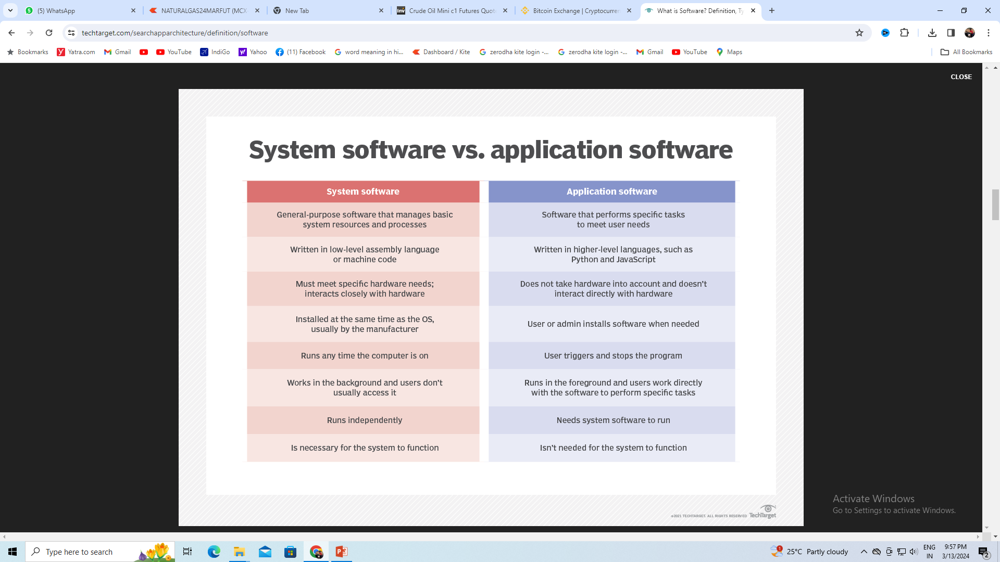 (5) WhatsApp
NATURALGAS24MARFUT (MCX
New Tab
Crude Oil Mini c1 Futures Quot
Bitcoin Exchange | Cryptocurren
What is Software? Definition, Ty
techtarget.com/searchapparchitecture/definition/software
Bookmarks
Yatra.com
Gmail
YouTube
IndiGo
Yahoo
(11) Facebook
word meaning in hi...
Dashboard / Kite
zerodha kite login -...
zerodha kite login -...
Gmail
YouTube
Maps
All Bookmarks
CLOSE
System software vs. application software
System software
Application software
General-purpose software that manages basic
system resources and processes
Software that performs specific tasks
to meet user needs
Written in low-level assembly language
or machine code
Written in higher-level languages, such as
Python and JavaScript
Must meet specific hardware needs;
interacts closely with hardware
Does not take hardware into account and doesn't
interact directly with hardware
Installed at the same time as the OS,
usually by the manufacturer
User or admin installs software when needed
Runs any time the computer is on
User triggers and stops the program
Works in the background and users don't
usually access it
Runs in the foreground and users work directly
with the software to perform specific tasks
Runs independently
Needs system software to run
Is necessary for the system to function
Isn't needed for the system to function
©2021 TECHTARGET. ALL RIGHTS RESERVED
TechTarget
Activate Windows
Go to Settings to activate Windows.
Type here to search
1
25°C Partly cloudy
ENG
IN
9:57 PM
3/13/2024
2